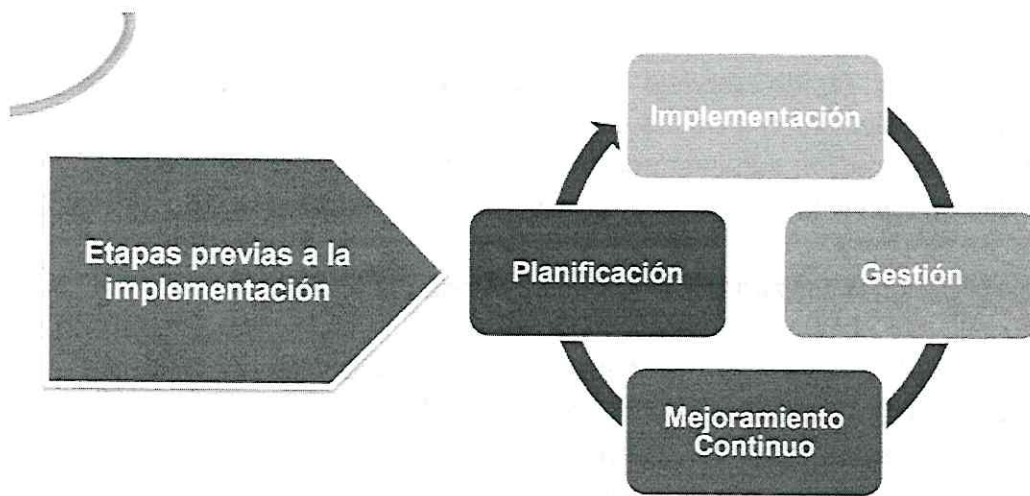 Etapas previas a la
implementación
Implementación
Planificación
Gestión
Mejoramiento
Continuo